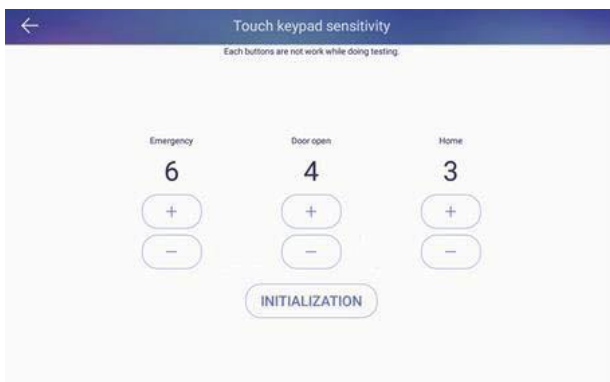 Touch keypad sensitivity
Each buttons are not work while doing testing.
Emergency Door open Home
6 4 3
+ + +
− − −
INITIALIZATION